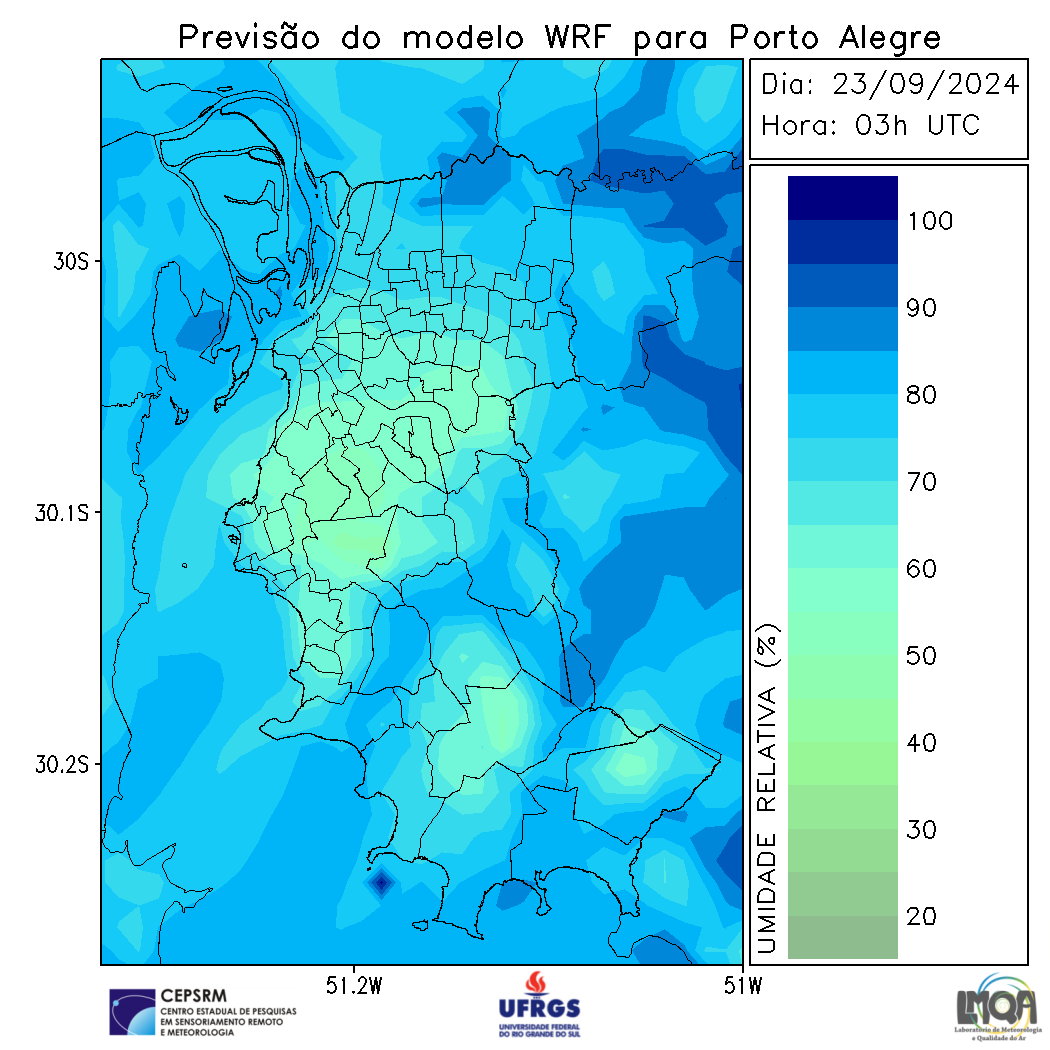 Previsão do modelo WRF para Porto Alegre
Dia: 23/09/2024
Hora: 03h UTC
100
90
80
70
60
50
40
30
20
UMIDADE RELATIVA (%)
30S
30.1S
30.2S
51.2W
51W
CEPSRM
CENTRO ESTADUAL DE PESQUISAS
EM SENSORIAMENTO REMOTO
E METEOROLOGIA
UFRGS
UNIVERSIDADE FEDERAL
DO RIO GRANDE DO SUL
LMQA
Laboratório de Meteorologia
e Qualidade do Ar